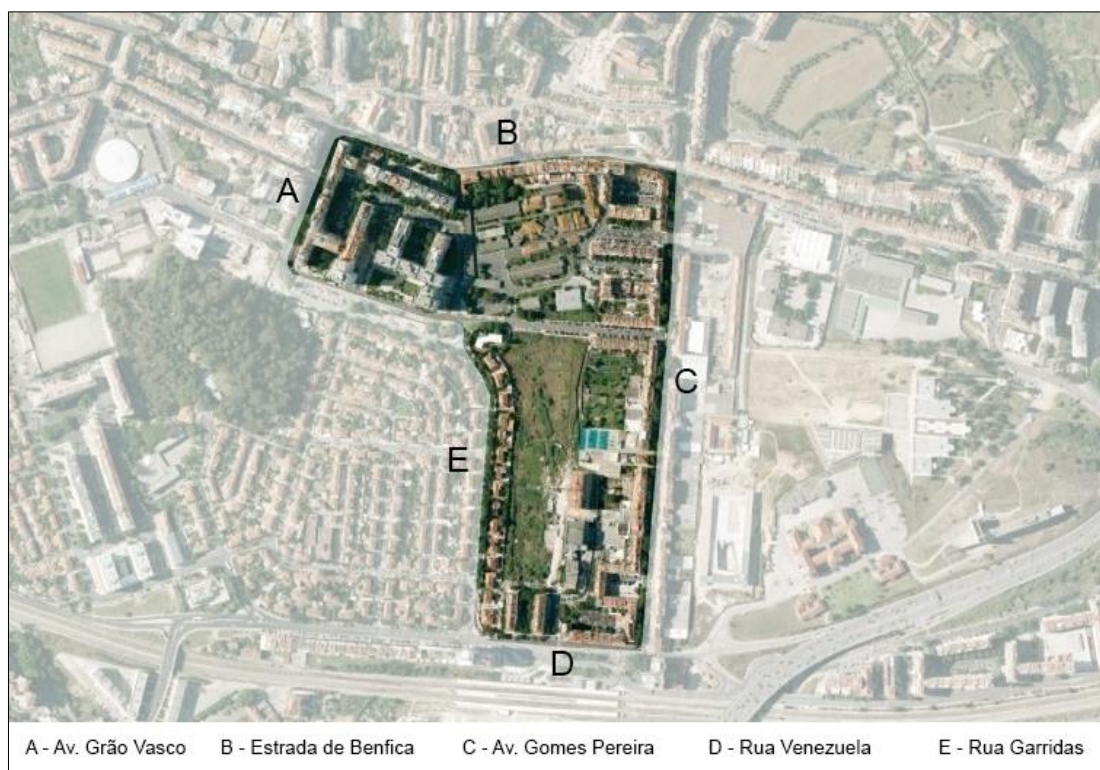 B
A
C
E
D
A - Av. Grão Vasco B - Estrada de Benfica C - Av. Gomes Pereira D - Rua Venezuela E - Rua Garridas